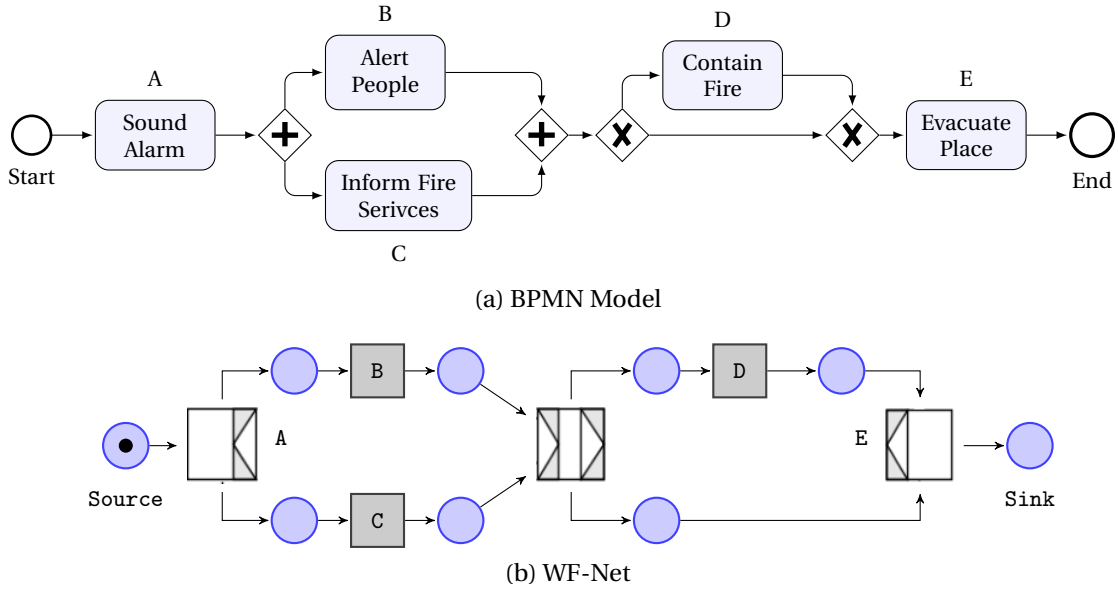 B
D
A
E
Alert
People
Contain
Fire
Sound
Alarm
Evacuate
Place
Start
End
Inform Fire
Serivces
C
(a) BPMN Model
B
D
A
E
Source
Sink
C
(b) WF-Net